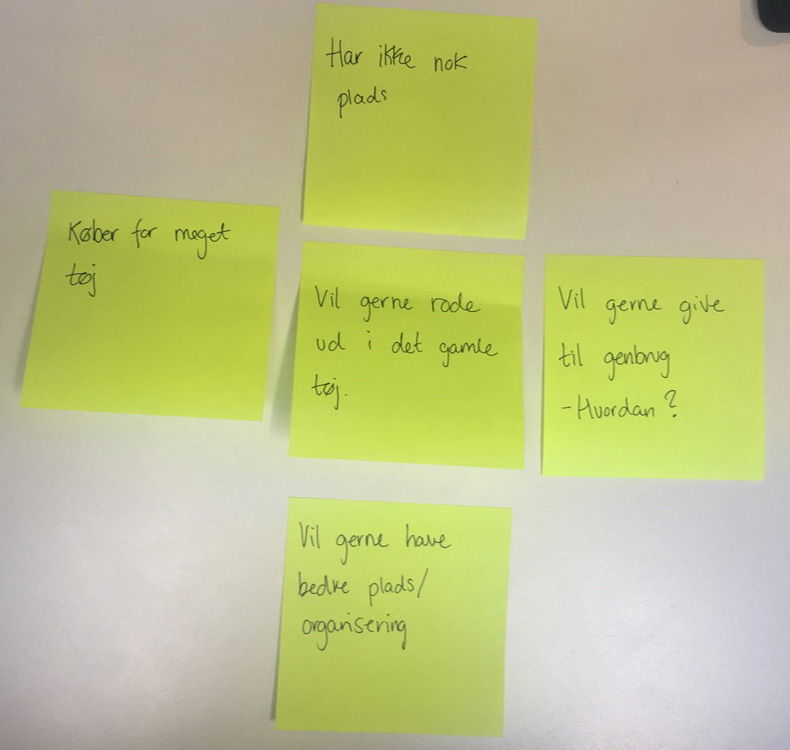 Har ikke nok
plads
Køber for meget
tøj
Vil gerne rode
ud i det gamle
tøj.
Vil gerne give
til genbrug
-Hvordan?
Vil gerne have
bedre plads/
organisering